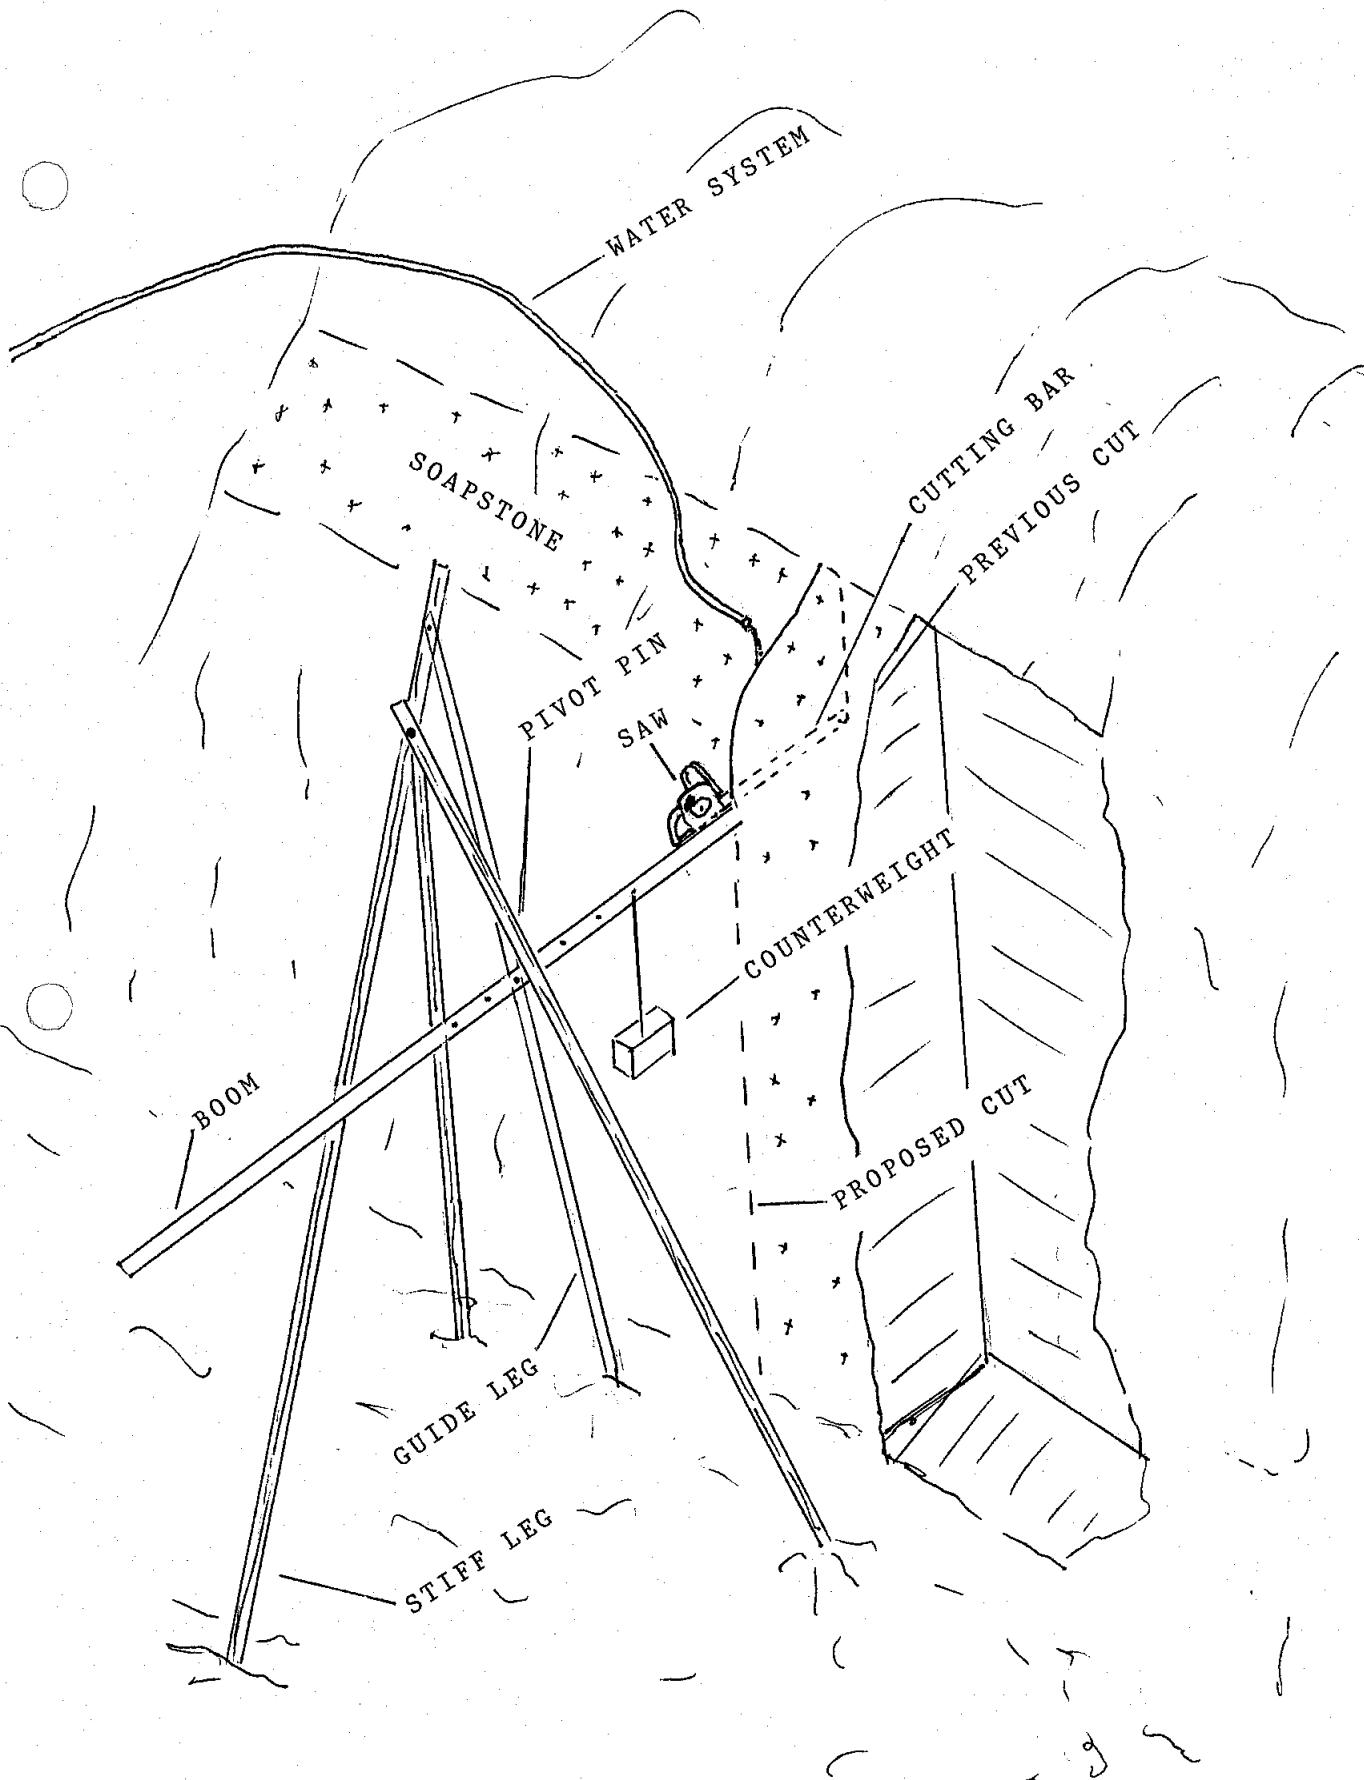 WATER SYSTEM
CUTTING BAR
PREVIOUS CUT
SOAPSTONE
PIVOT PIN
SAW
COUNTERWEIGHT
BOOM
PROPOSED CUT
GUIDE LEG
STIFF LEG